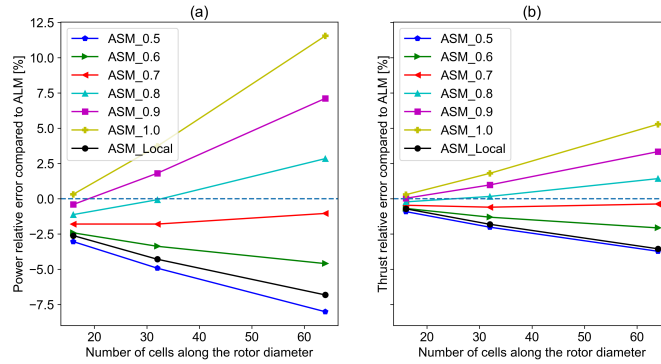 (a)
12.5
10.0
7.5
5.0
2.5
0.0
−2.5
−5.0
−7.5
Power relative error compared to ALM [%]
ASM_0.5
ASM_0.6
ASM_0.7
ASM_0.8
ASM_0.9
ASM_1.0
ASM_Local
20 30 40 50 60
Number of cells along the rotor diameter
(b)
Thrust relative error compared to ALM [%]
ASM_0.5
ASM_0.6
ASM_0.7
ASM_0.8
ASM_0.9
ASM_1.0
ASM_Local
20 30 40 50 60
Number of cells along the rotor diameter